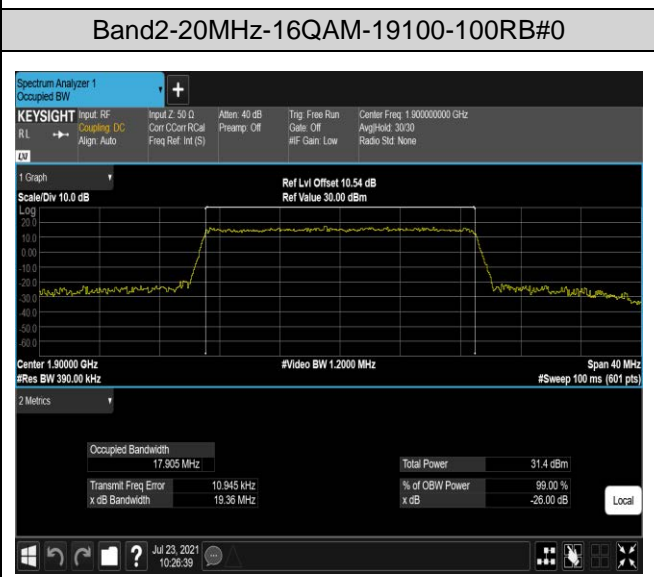 Band2-20MHz-16QAM-19100-100RB#0
Spectrum Analyzer 1
Occupied BW
+
KEYSIGHT
RL
Input: RF
Coupling: DC
Align: Auto
Input Z: 50 Ω
Corr CCorr RCal
Freq Ref: Int (S)
Atten: 40 dB
Preamp: Off
Trig: Free Run
Gate: Off
#IF Gain: Low
Center Freq: 1.900000000 GHz
Avg|Hold: 30/30
Radio Std: None
LXI
1 Graph
Scale/Div 10.0 dB
Ref Lvl Offset 10.54 dB
Ref Value 30.00 dBm
Log
20.0
10.0
0.00
-10.0
-20.0
-30.0
-40.0
-50.0
-60.0
Center 1.90000 GHz
#Video BW 1.2000 MHz
Span 40 MHz
#Res BW 390.00 kHz
#Sweep 100 ms (601 pts)
2 Metrics
Occupied Bandwidth
17.905 MHz
Total Power 31.4 dBm
Transmit Freq Error 10.945 kHz
% of OBW Power 99.00 %
x dB Bandwidth 19.36 MHz
x dB -26.00 dB
Local
?
Jul 23, 2021
10:26:39